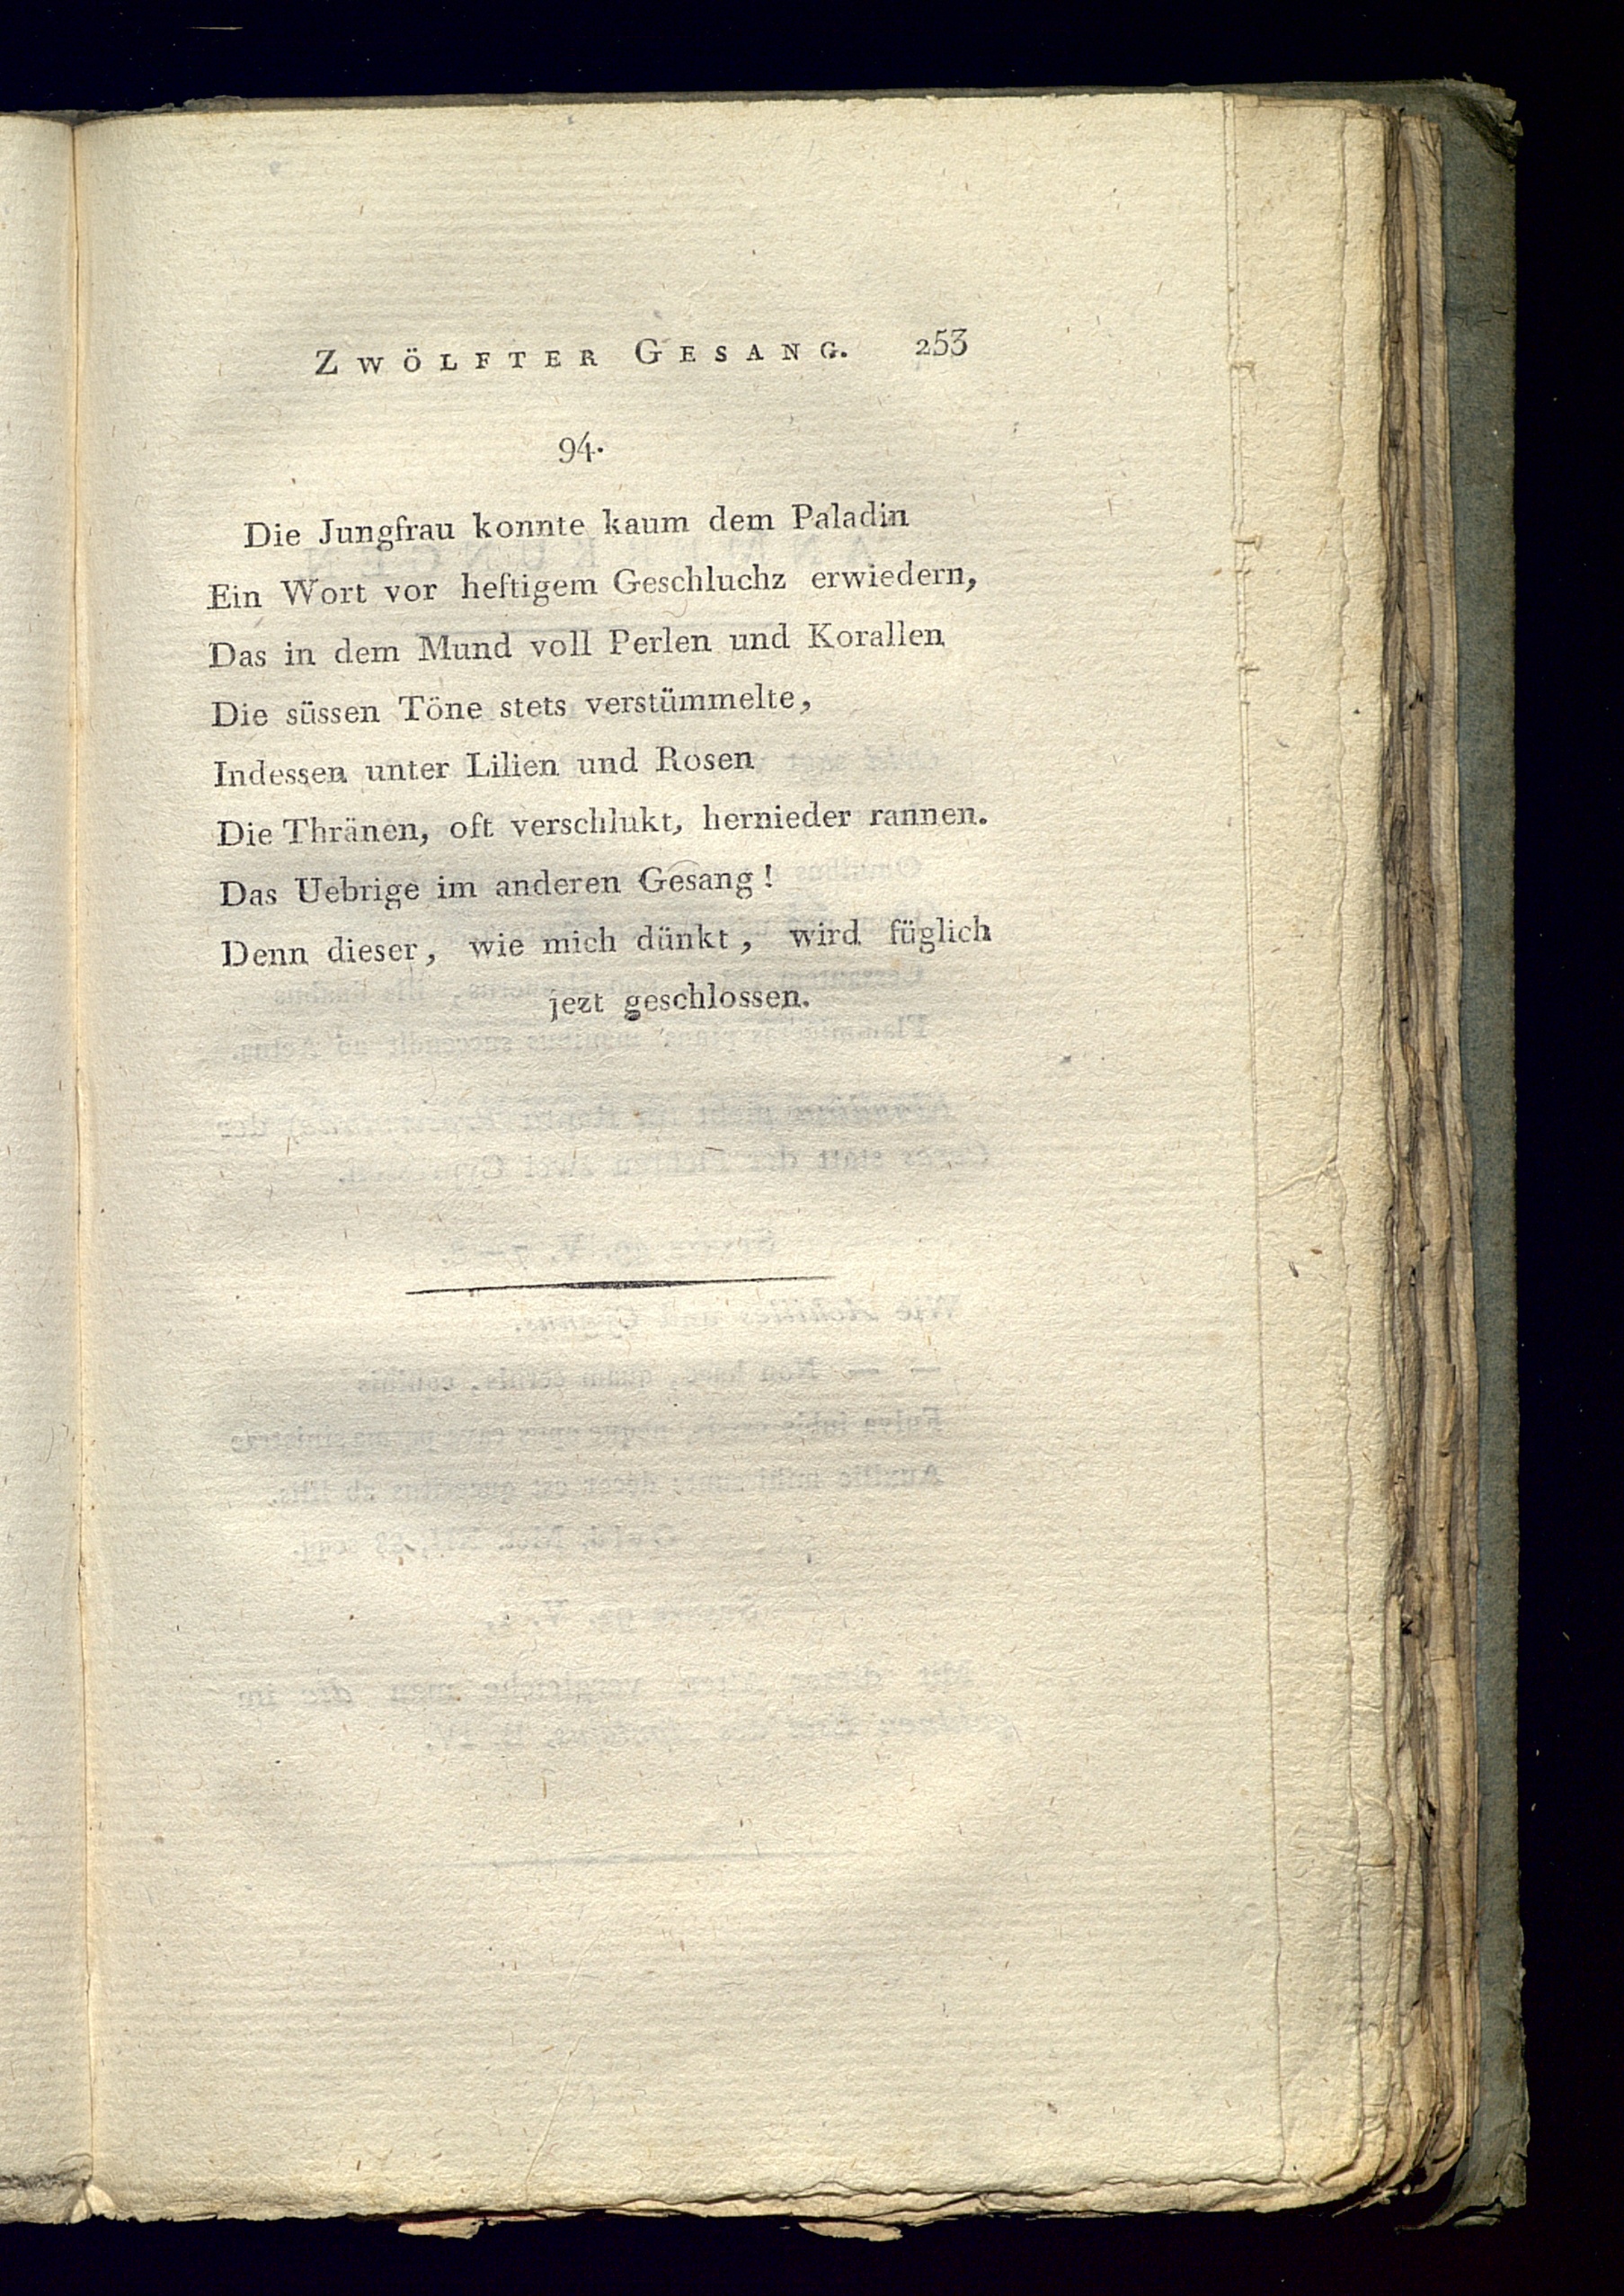 ZWÖLFTER GESANG. 253
94.
Die Jungfrau konnte kaum dem Paladin
Ein Wort vor heftigem Geschluchz erwiedern,
Das in dem Mund voll Perlen und Korallen
Die süssen Töne stets verstümmelte,
Indessen unter Lilien und Rosen
Die Thränen, oft verschlukt, hernieder rannen.
Das Uebrige im anderen Gesang!
Denn dieser, wie mich dünkt, wird füglich
jezt geschlossen.